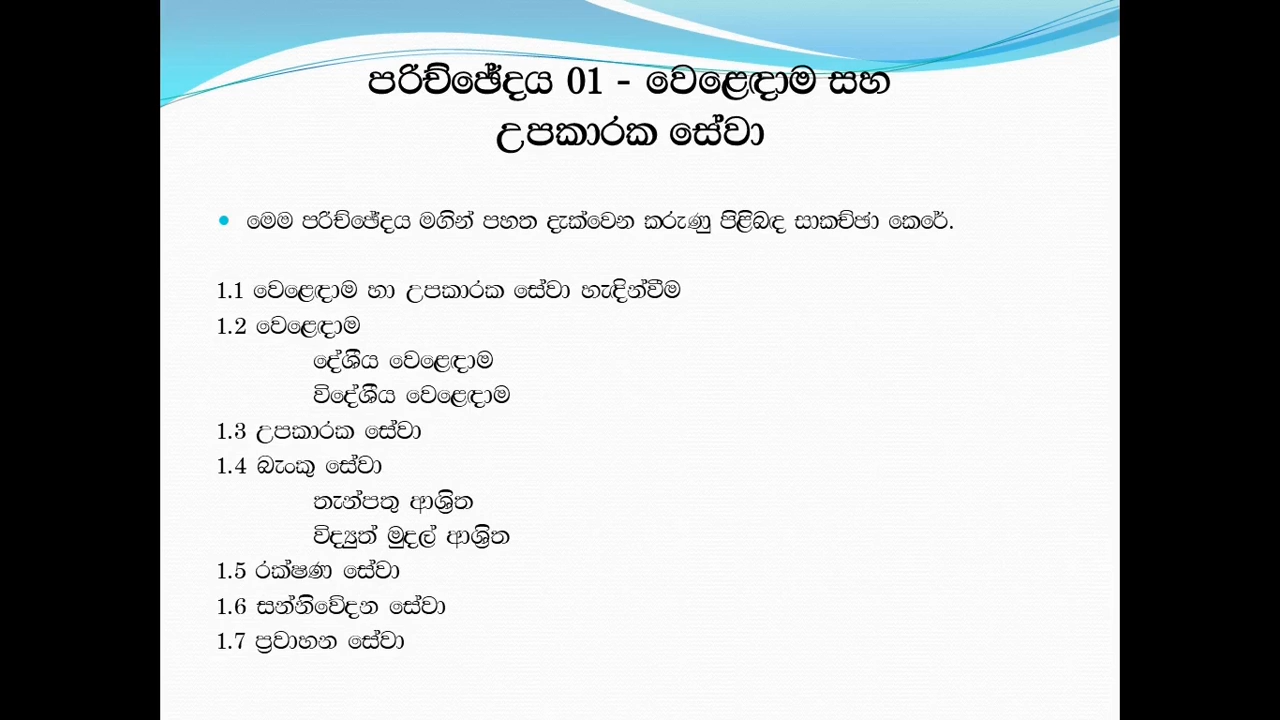 පරිච්ඡේදය 01 - වෙළෙඳාම සහ
උපකාරක සේවා
• මෙම පරිච්ඡේදය මගින් පහත දැක්වෙන කරුණු පිළිබඳ සාකච්ඡා කෙරේ.
1.1 වෙළෙඳාම හා උපකාරක සේවා හැඳින්වීම
1.2 වෙළෙඳාම
දේශීය වෙළෙඳාම
විදේශීය වෙළෙඳාම
1.3 උපකාරක සේවා
1.4 බැංකු සේවා
තැන්පතු ආශ්‍රිත
විද්‍යුත් මුදල් ආශ්‍රිත
1.5 රක්ෂණ සේවා
1.6 සන්නිවේදන සේවා
1.7 ප්‍රවාහන සේවා